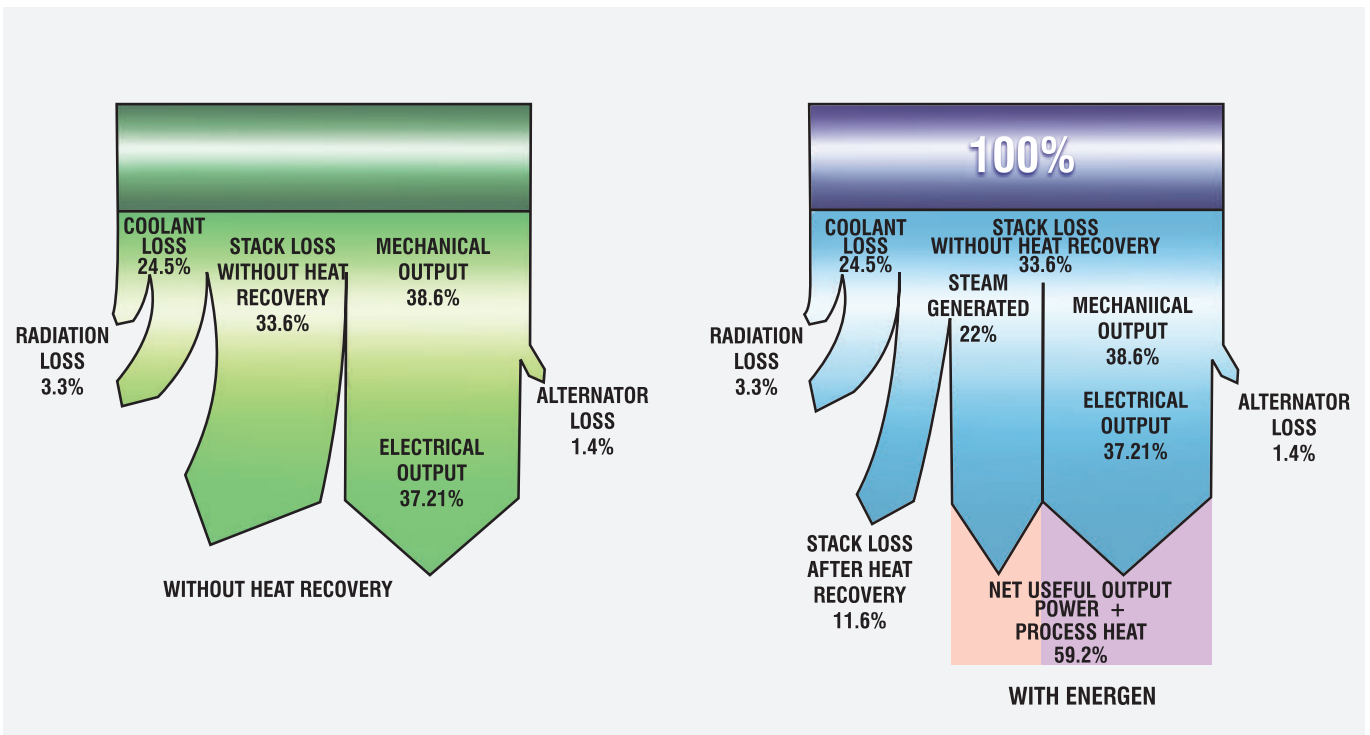 COOLANT
LOSS
24.5%
STACK LOSS
WITHOUT HEAT
RECOVERY
33.6%
MECHANICAL
OUTPUT
38.6%
RADIATION
LOSS
3.3%
ALTERNATOR
LOSS
1.4%
ELECTRICAL
OUTPUT
37.21%
WITHOUT HEAT RECOVERY
100%
COOLANT
LOSS
24.5%
STACK LOSS
WITHOUT HEAT RECOVERY
33.6%
STEAM
GENERATED
22%
MECHANIICAL
OUTPUT
38.6%
RADIATION
LOSS
3.3%
ELECTRICAL
OUTPUT
37.21%
ALTERNATOR
LOSS
1.4%
STACK LOSS
AFTER HEAT
RECOVERY
11.6%
NET USEFUL OUTPUT
POWER +
PROCESS HEAT
59.2%
WITH ENERGEN